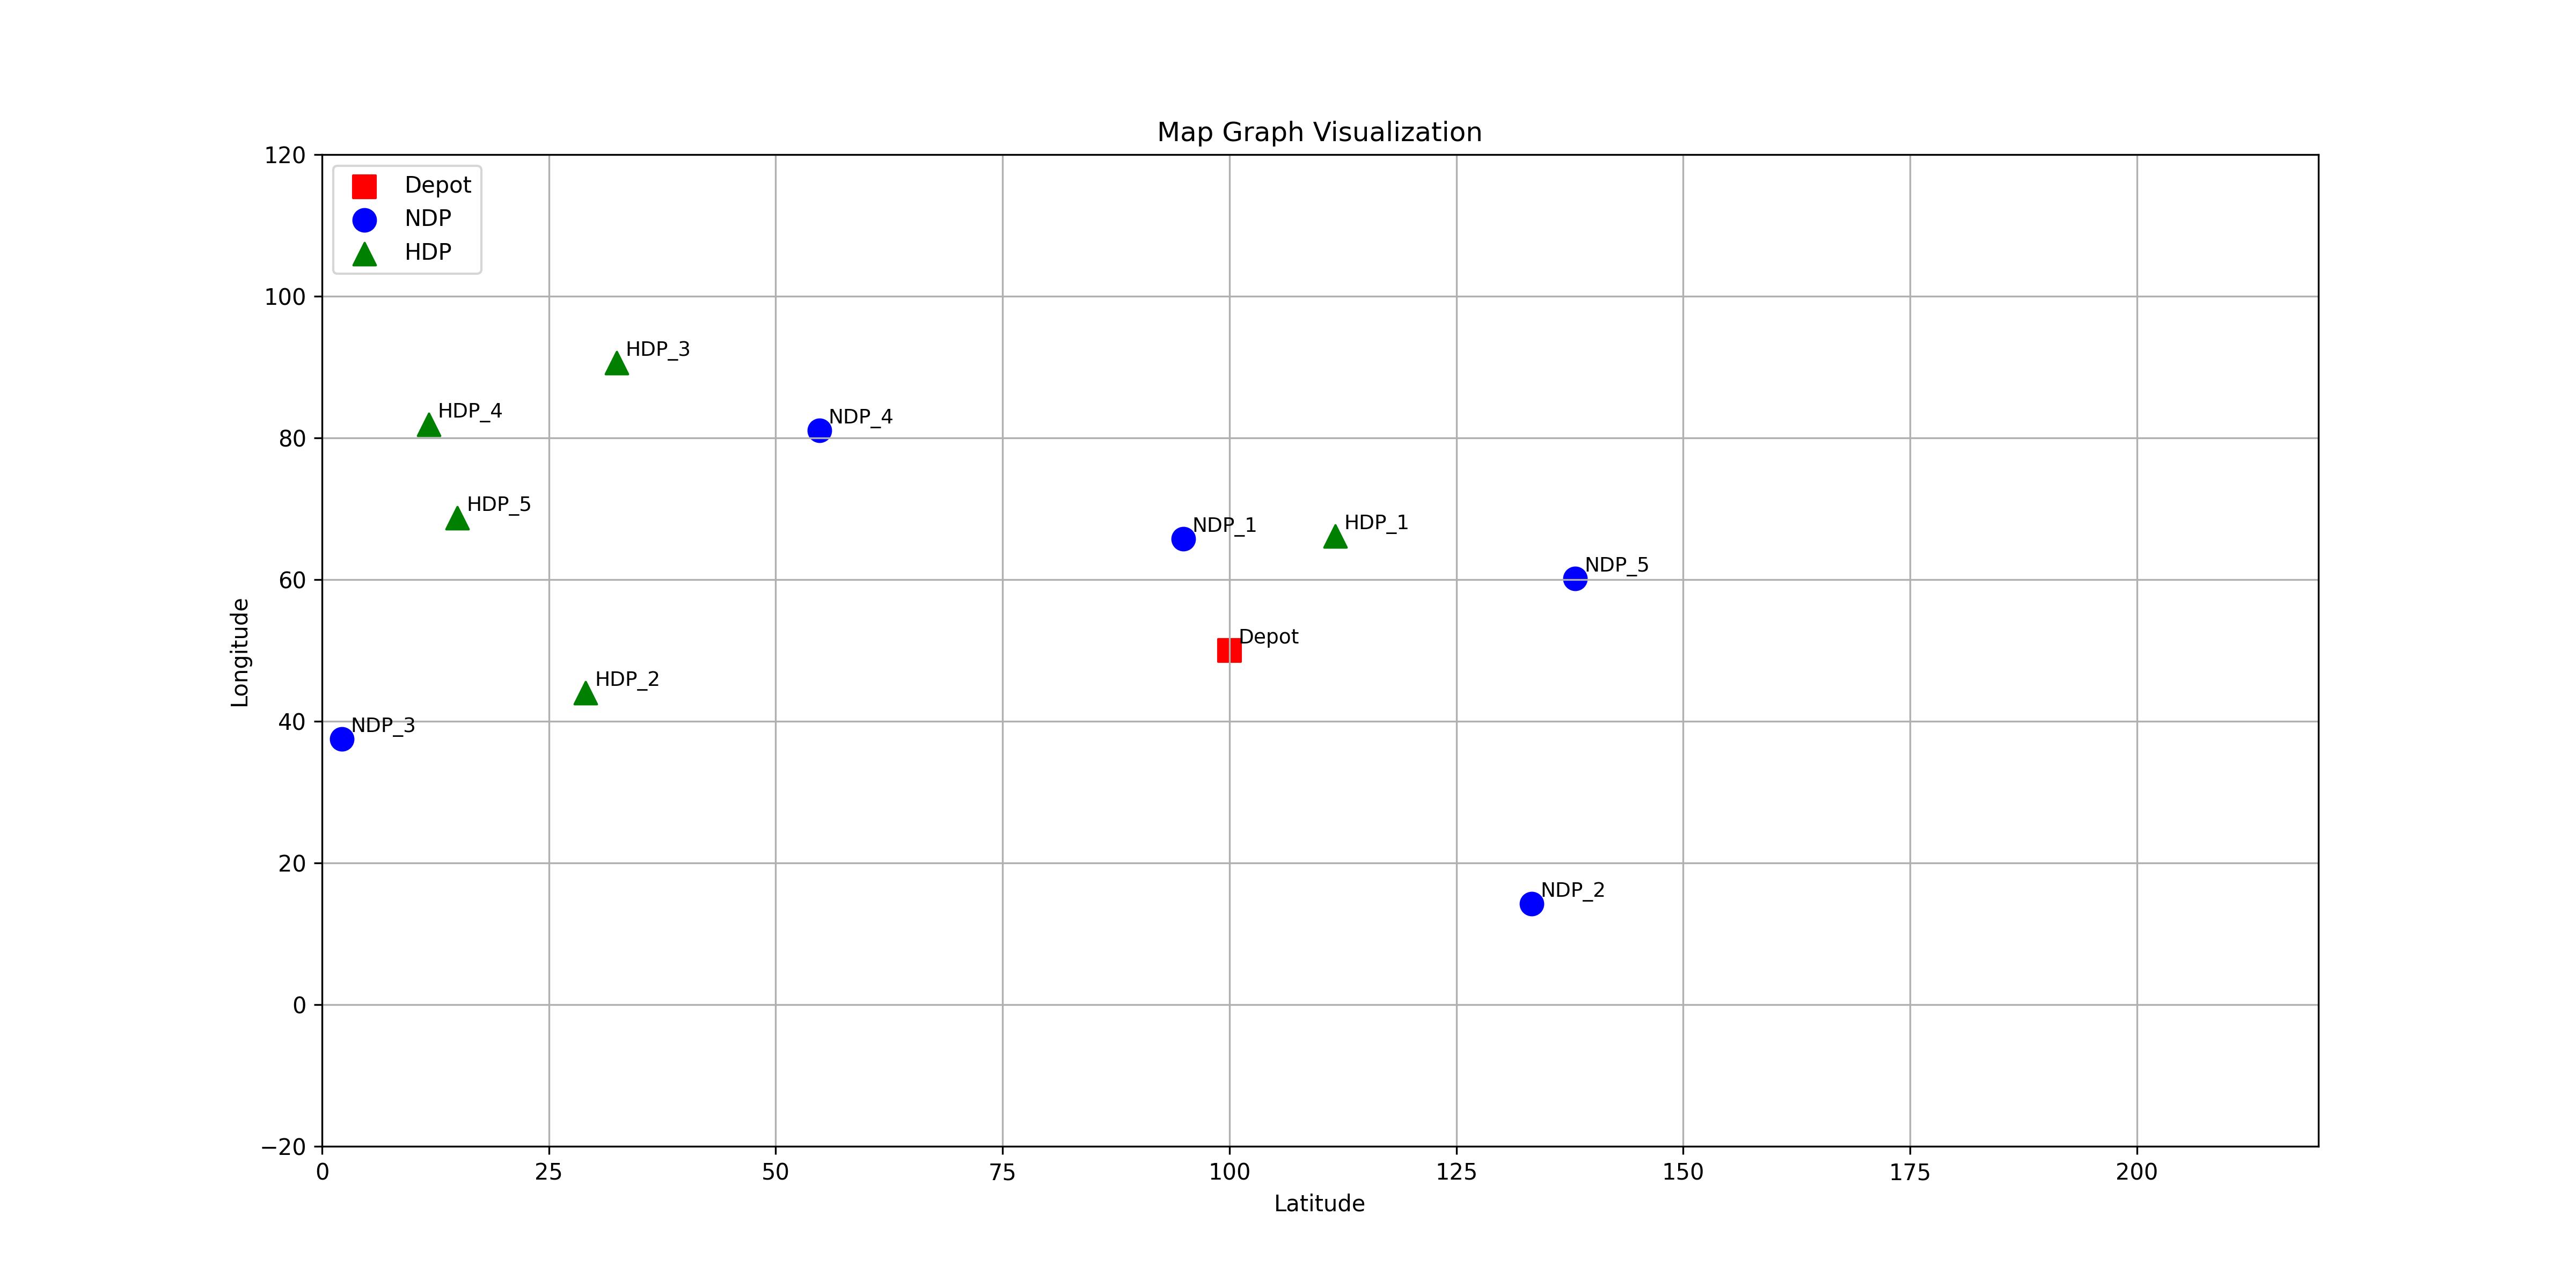 Map Graph Visualization
Depot
NDP
HDP
HDP_3
HDP_4
NDP_4
HDP_5
NDP_1
HDP_1
NDP_5
Depot
HDP_2
NDP_3
NDP_2
120
100
80
60
40
20
0
−20
Longitude
0 25 50 75 100 125 150 175 200
Latitude